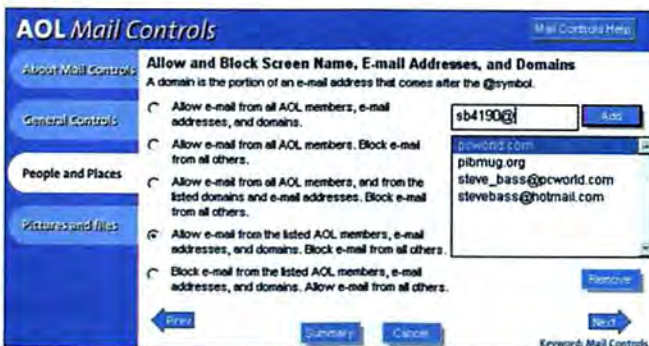 AOL Mail Controls
Mail Controls Help
About Mail Controls
General Controls
People and Places
Pictures and files
Allow and Block Screen Name, E-mail Addresses, and Domains
A domain is the portion of an e-mail address that comes after the @symbol.
Allow e-mail from all AOL members, e-mail
addresses, and domains.
Allow e-mail from all AOL members. Block e-mail
from all others.
Allow e-mail from all AOL members, and from the
listed domains and e-mail addresses. Block e-mail
from all others.
Allow e-mail from the listed AOL members, e-mail
addresses, and domains. Block e-mail from all others.
Block e-mail from the listed AOL members, e-mail
addresses, and domains. Allow e-mail from all others.
sb4190@
Add
pcworld.com
pibmug.org
steve_bass@pcworld.com
stevebass@hotmail.com
Remove
Prev
Summary
Cancel
Next
Keyword: Mail Controls